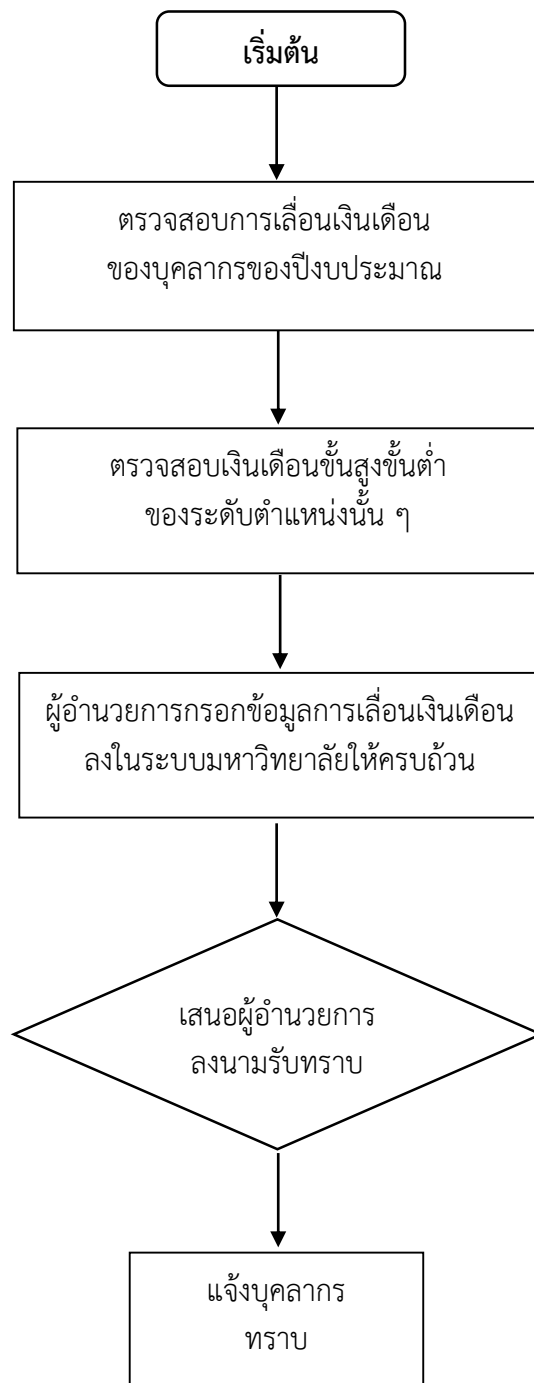 เริ่มต้น
ตรวจสอบการเลื่อนเงินเดือน
ของบุคลากรของปีงบประมาณ
ตรวจสอบเงินเดือนขั้นสูงขั้นต่ำ
ของระดับตำแหน่งนั้น ๆ
ผู้อำนวยการกรอกข้อมูลการเลื่อนเงินเดือน
ลงในระบบมหาวิทยาลัยให้ครบถ้วน
เสนอผู้อำนวยการ
ลงนามรับทราบ
แจ้งบุคลากร
ทราบ